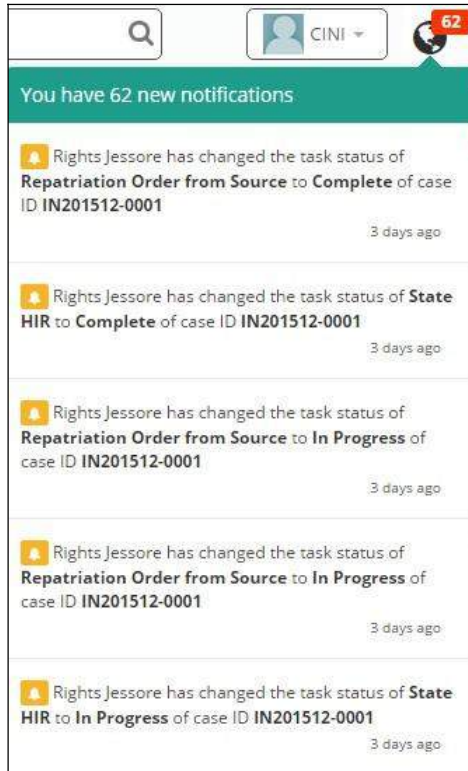 CINI
62
You have 62 new notifications
Rights Jessore has changed the task status of
Repatriation Order from Source to Complete of case
ID IN201512-0001
3 days ago
Rights Jessore has changed the task status of State
HIR to Complete of case ID IN201512-0001
3 days ago
Rights Jessore has changed the task status of
Repatriation Order from Source to In Progress of
case ID IN201512-0001
3 days ago
Rights Jessore has changed the task status of
Repatriation Order from Source to In Progress of
case ID IN201512-0001
3 days ago
Rights Jessore has changed the task status of State
HIR to In Progress of case ID IN201512-0001
3 days ago